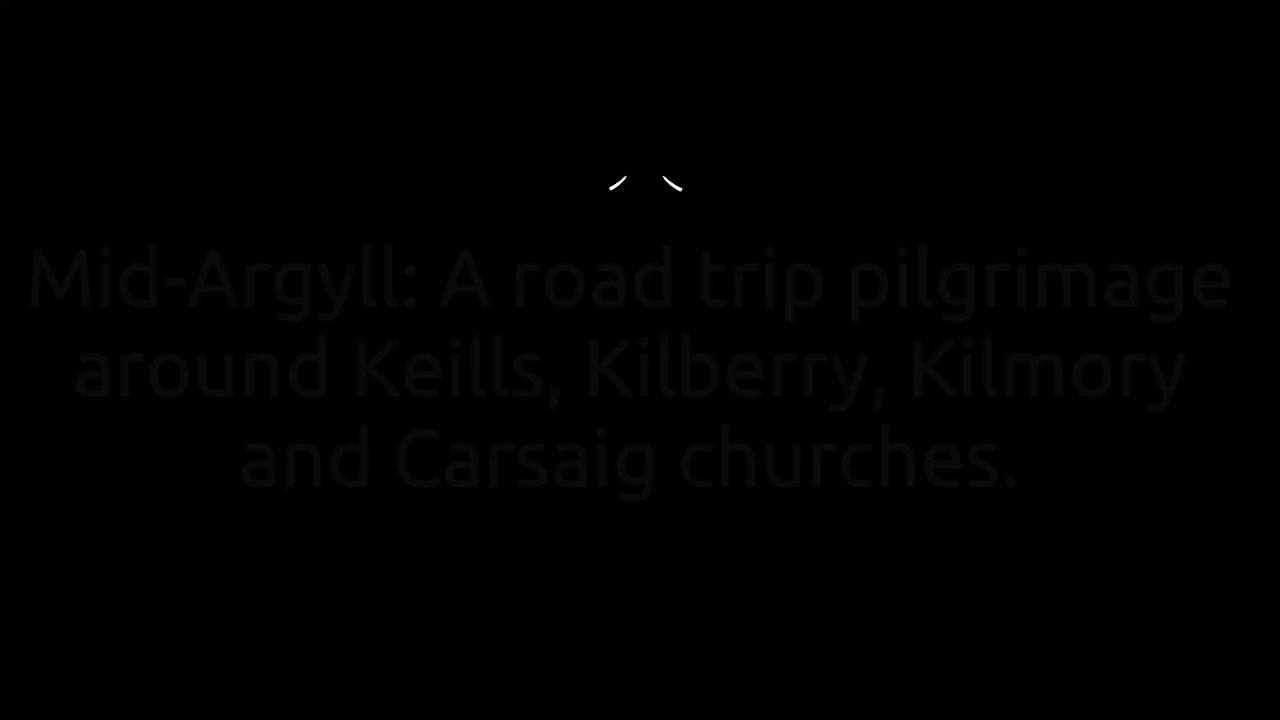 Mid-Argyll: A road trip pilgrimage
around Keills, Kilberry, Kilmory
and Carsaig churches.